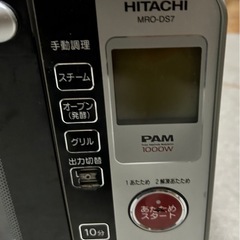 HITACHI
MRO-DS7
手動調理
スチーム
オーブン
(発酵)
グリル
出力切替
PAM
1000W
1 あたため 2 解凍あたため
あたため
スタート
10分